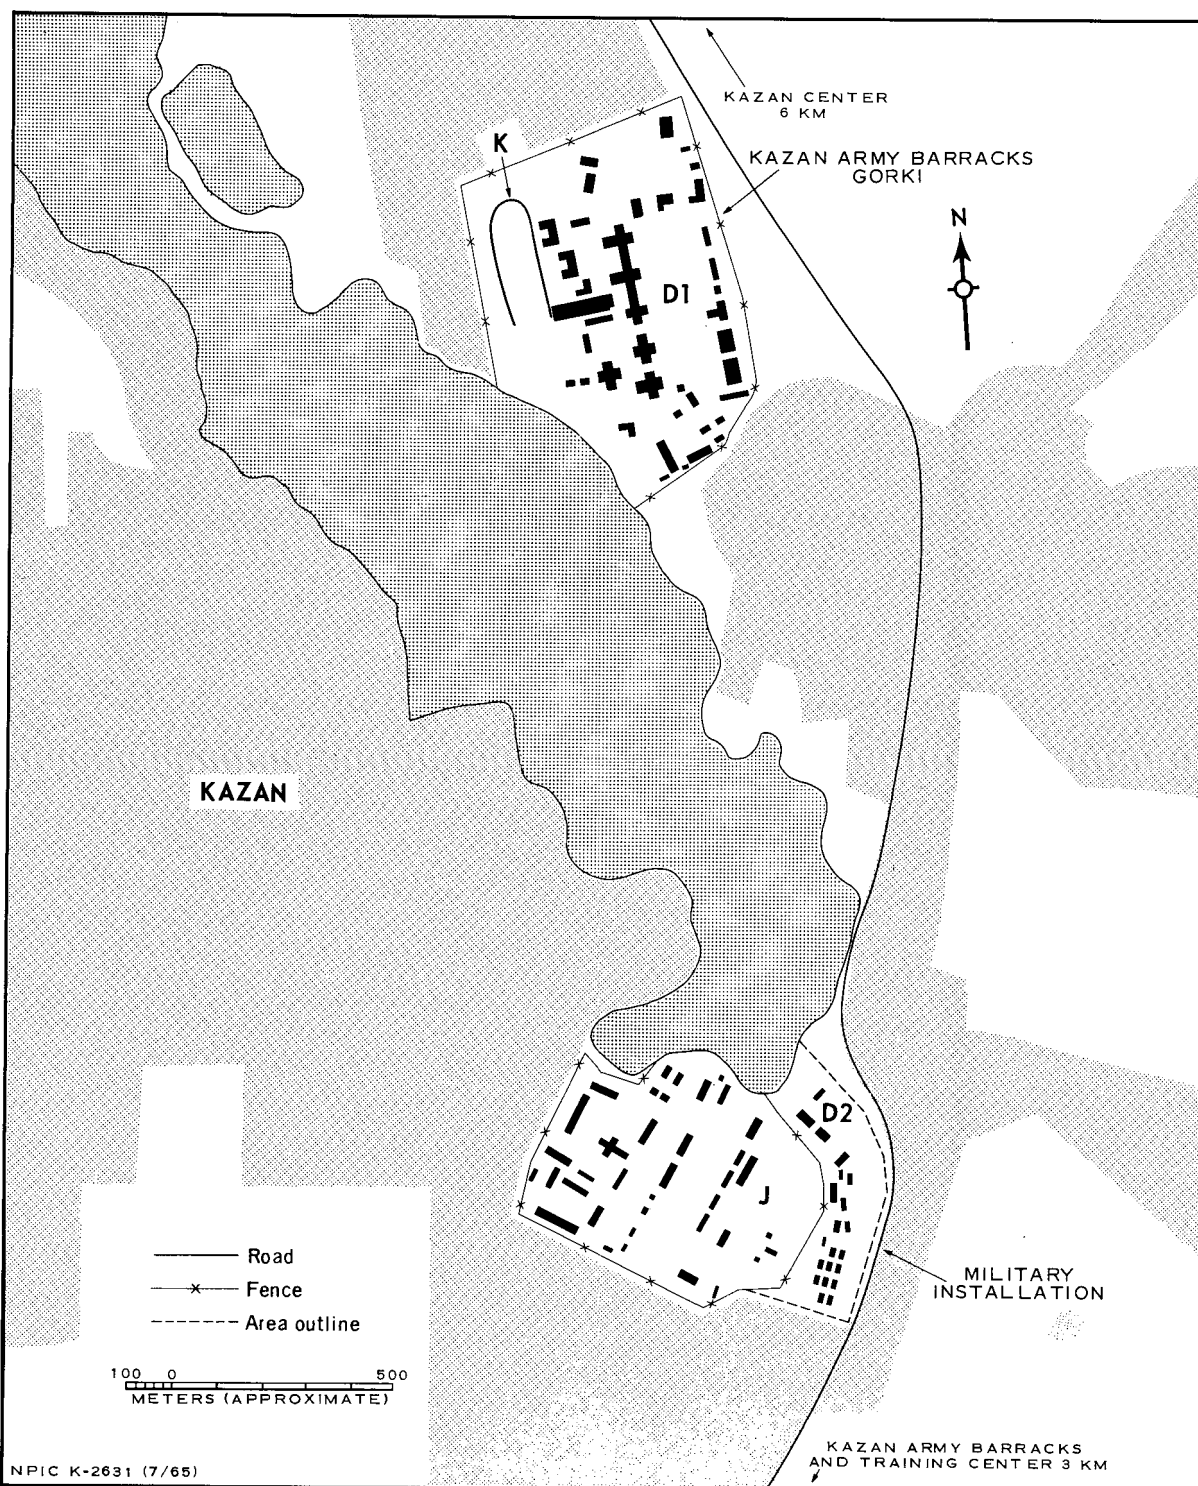 KAZAN CENTER
6 KM
K
KAZAN ARMY BARRACKS
GORKI
N
D1
KAZAN
D2
J
Road
Fence
Area outline
MILITARY
INSTALLATION
100 0 500
METERS (APPROXIMATE)
KAZAN ARMY BARRACKS
AND TRAINING CENTER 3 KM
NPIC K-2631 (7/65)